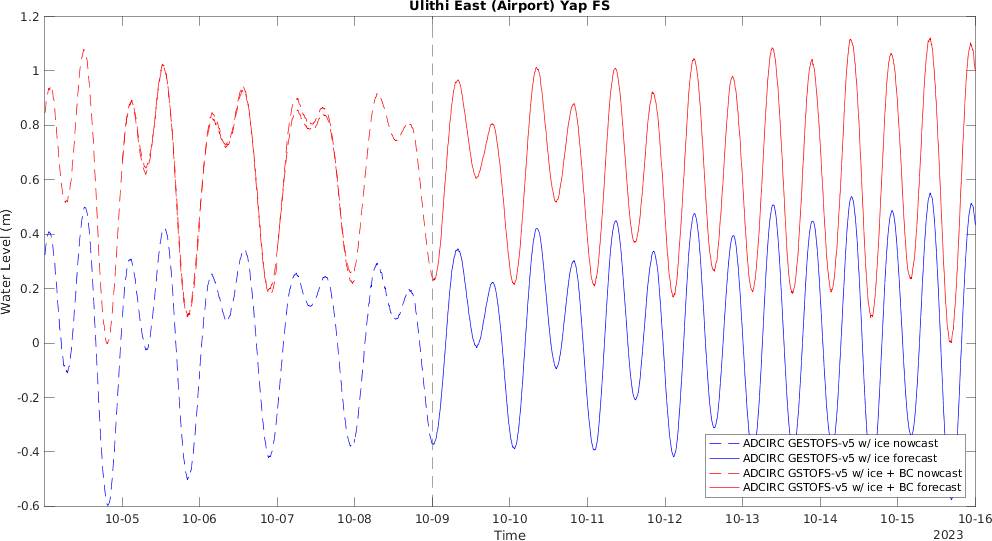 Ulithi East (Airport) Yap FS
Water Level (m)
1.2
1
0.8
0.6
0.4
0.2
0
-0.2
-0.4
-0.6
ADCIRC GESTOFS-v5 w/ ice nowcast
ADCIRC GESTOFS-v5 w/ ice forecast
ADCIRC GSTOFS-v5 w/ ice + BC nowcast
ADCIRC GSTOFS-v5 w/ ice + BC forecast
10-05 10-06 10-07 10-08 10-09 10-10 10-11 10-12 10-13 10-14 10-15 10-16
Time
2023